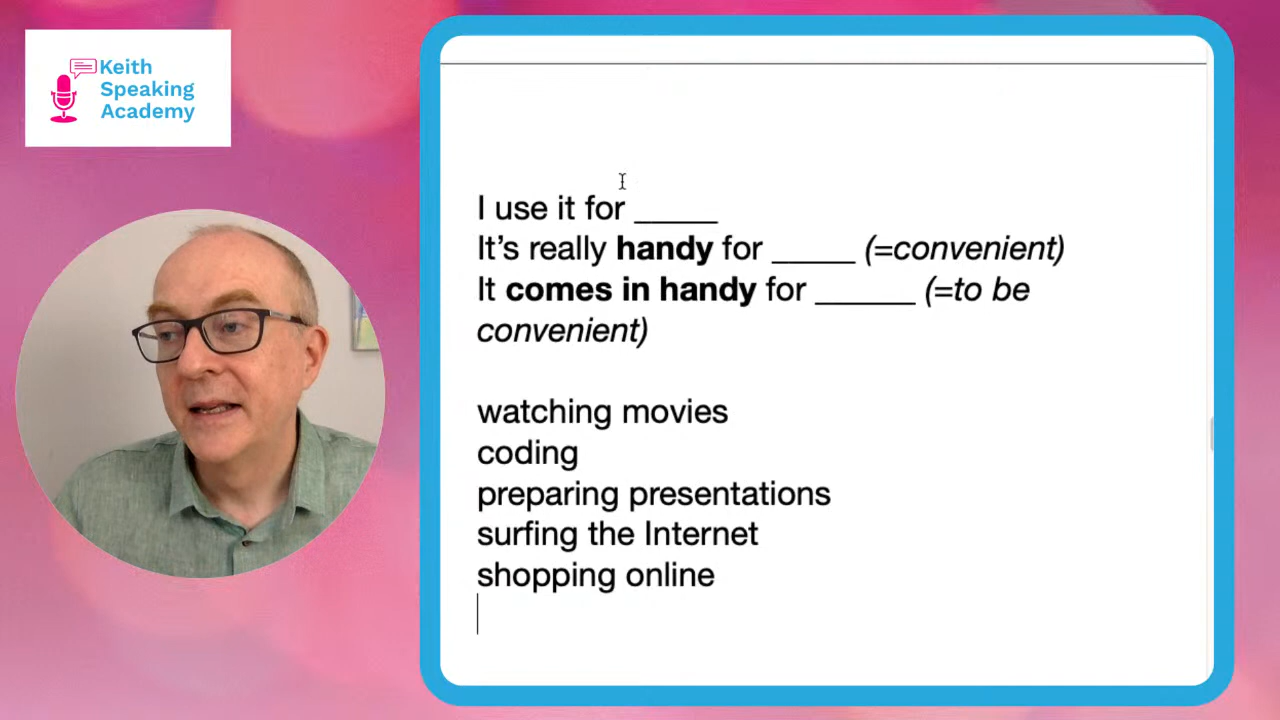 Keith
Speaking
Academy
I use it for _____
It's really handy for _____ (=convenient)
It comes in handy for ______ (=to be
convenient)
watching movies
coding
preparing presentations
surfing the Internet
shopping online